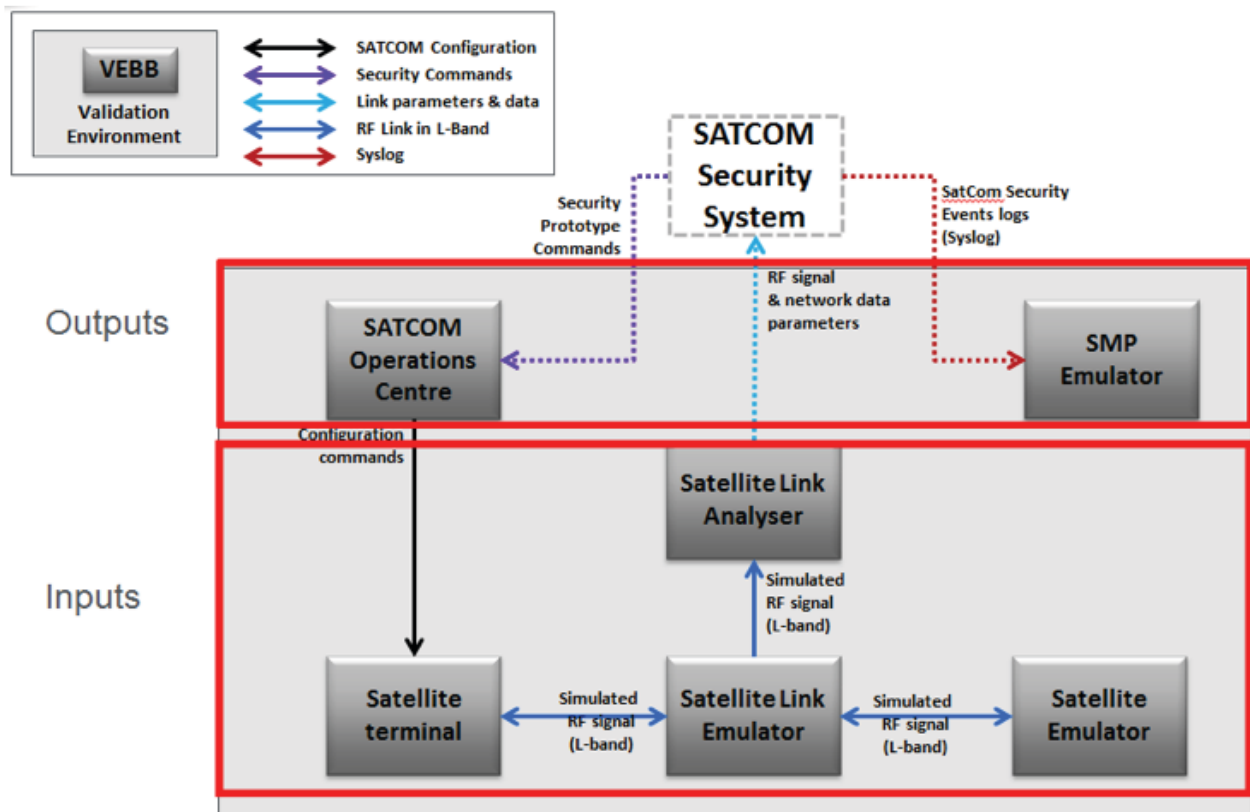 VEBB
Validation
Environment
SATCOM Configuration
Security Commands
Link parameters & data
RF Link in L-Band
Syslog
SATCOM
Security
System
Security
Prototype
Commands
SatCom Security
Events logs
(Syslog)
RF signal
& network data
parameters
Outputs
SATCOM
Operations
Centre
SMP
Emulator
Configuration
commands
Satellite Link
Analyser
Inputs
Simulated
RF signal
(L-band)
Satellite
terminal
Simulated
RF signal
(L-band)
Satellite Link
Emulator
Simulated
RF signal
(L-band)
Satellite
Emulator